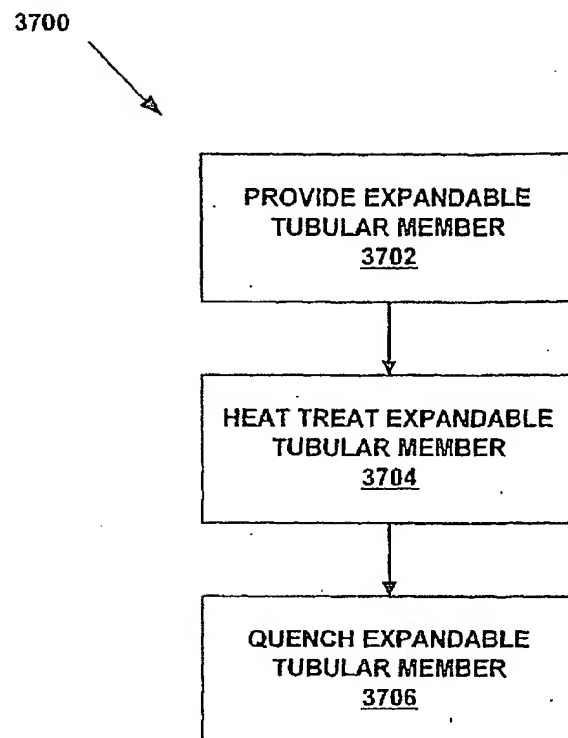 3700
PROVIDE EXPANDABLE
TUBULAR MEMBER
3702
HEAT TREAT EXPANDABLE
TUBULAR MEMBER
3704
QUENCH EXPANDABLE
TUBULAR MEMBER
3706